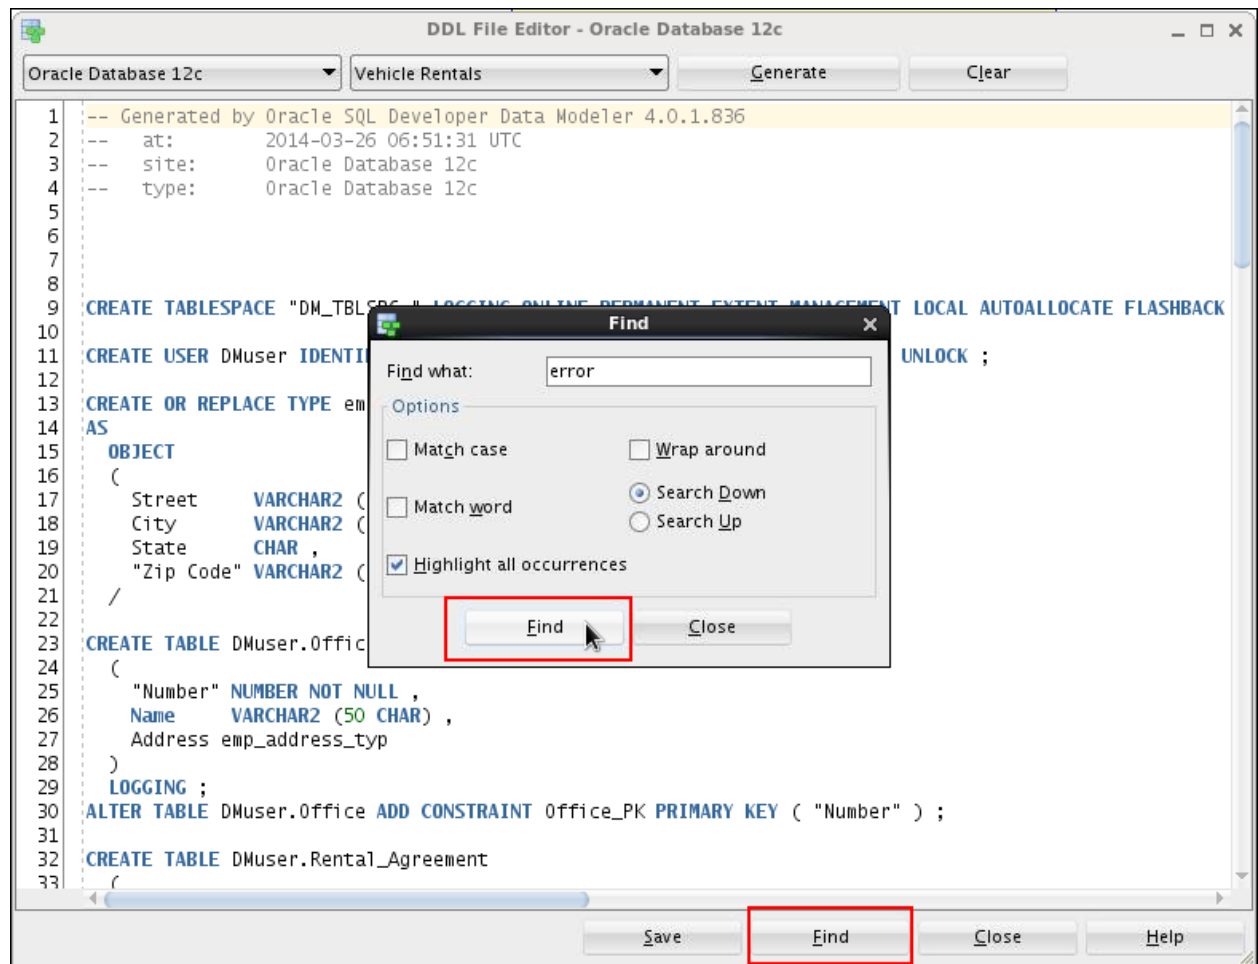 DDL File Editor - Oracle Database 12c
Oracle Database 12c Vehicle Rentals Generate Clear
1 -- Generated by Oracle SQL Developer Data Modeler 4.0.1.836
2 -- at: 2014-03-26 06:51:31 UTC
3 -- site: Oracle Database 12c
4 -- type: Oracle Database 12c
5
6
7
8
9 CREATE TABLESPACE "DM_TBLSPC " LOGGING ONLINE PERMANENT EXTENT MANAGEMENT LOCAL AUTOALLOCATE FLASHBACK
10
11 CREATE USER DMuser IDENTI UNLOCK ;
12
13 CREATE OR REPLACE TYPE em
14 AS
15 OBJECT
16 (
17 Street VARCHAR2 (
18 City VARCHAR2 (
19 State CHAR ,
20 "Zip Code" VARCHAR2 (
21 /
22
23 CREATE TABLE DMuser.Offic
24 (
25 "Number" NUMBER NOT NULL ,
26 Name VARCHAR2 (50 CHAR) ,
27 Address emp_address_typ
28 )
29 LOGGING ;
30 ALTER TABLE DMuser.Office ADD CONSTRAINT Office_PK PRIMARY KEY ( "Number" ) ;
31
32 CREATE TABLE DMuser.Rental_Agreement
33 (
Find
Find what: error
Options
Match case Wrap around
Search Down
Match word
Search Up
Highlight all occurrences
Find Close
Save Find Close Help